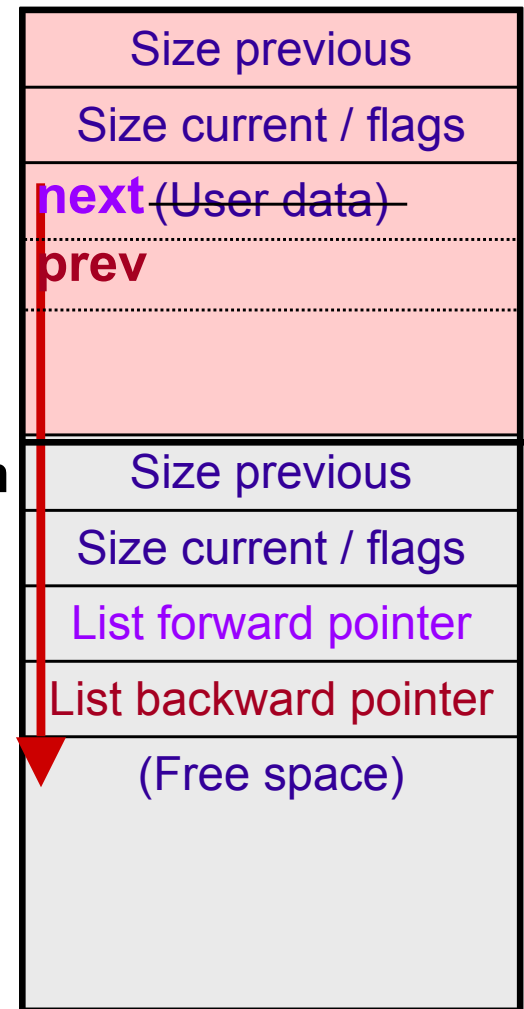 Size previous
Size current / flags
next (User data)
prev
n Size previous
Size current / flags
List forward pointer
List backward pointer
(Free space)